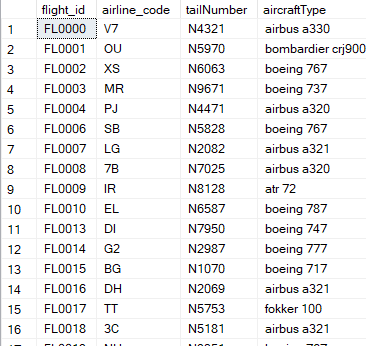 flight_id airline_code tailNumber aircraftType
1 FL0000 V7 N4321 airbus a330
2 FL0001 OU N5970 bombardier crj900
3 FL0002 XS N6063 boeing 767
4 FL0003 MR N9671 boeing 737
5 FL0004 PJ N4471 airbus a320
6 FL0006 SB N5828 boeing 767
7 FL0007 LG N2082 airbus a321
8 FL0008 7B N7025 airbus a320
9 FL0009 IR N8128 atr 72
10 FL0010 EL N6587 boeing 787
11 FL0013 DI N7950 boeing 747
12 FL0014 G2 N2987 boeing 777
13 FL0015 BG N1070 boeing 717
14 FL0016 DH N2069 airbus a321
15 FL0017 TT N5753 fokker 100
16 FL0018 3C N5181 airbus a321